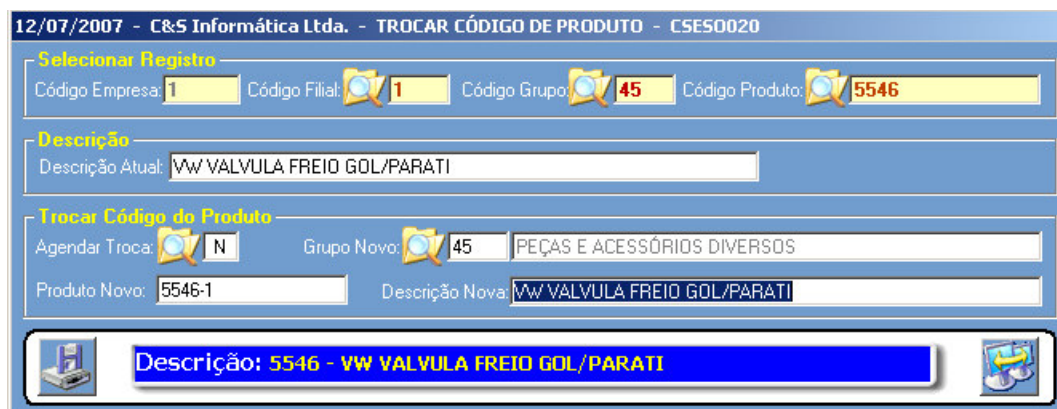 12/07/2007 - C&S Informática Ltda. - TROCAR CÓDIGO DE PRODUTO - CSES0020
Selecionar Registro
Código Empresa: 1 Código Filial: 1 Código Grupo: 45 Código Produto: 5546
Descrição
Descrição Atual: VW VALVULA FREIO GOL/PARATI
Trocar Código do Produto
Agendar Troca: N Grupo Novo: 45 PEÇAS E ACESSÓRIOS DIVERSOS
Produto Novo: 5546-1 Descrição Nova: VW VALVULA FREIO GOL/PARATI
Descrição: 5546 - VW VALVULA FREIO GOL/PARATI